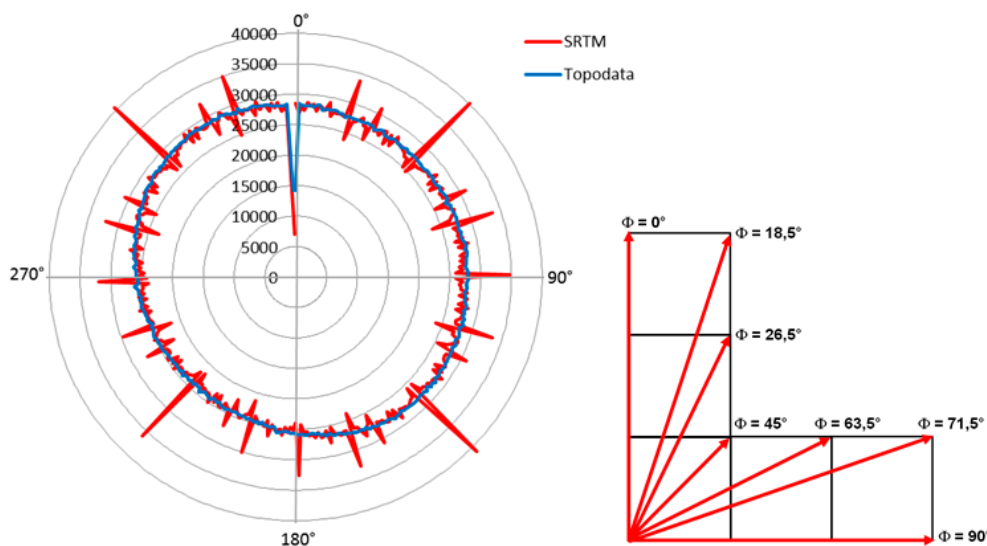 0°
40000
35000
30000
25000
20000
15000
10000
5000
0
270°
90°
180°
SRTM
Topodata
Φ = 0°
Φ = 18,5°
Φ = 26,5°
Φ = 45°
Φ = 63,5°
Φ = 71,5°
Φ = 90°